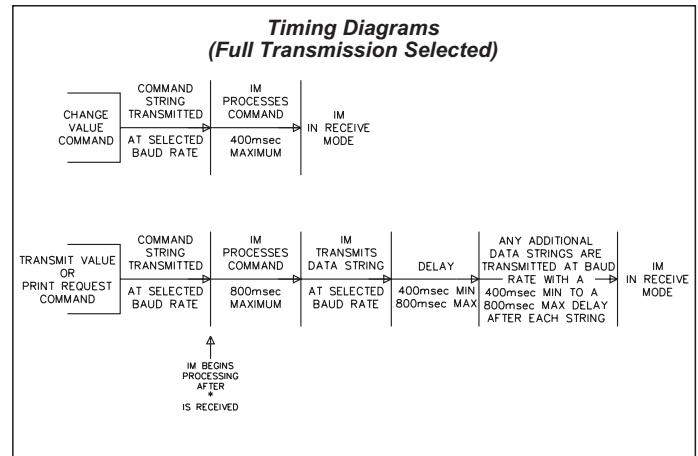 Timing Diagrams
(Full Transmission Selected)
CHANGE
VALUE
COMMAND
COMMAND
STRING
TRANSMITTED
AT SELECTED
BAUD RATE
IM
PROCESSES
COMMAND
400msec
MAXIMUM
IM
IN RECEIVE
MODE
TRANSMIT VALUE
OR
PRINT REQUEST
COMMAND
COMMAND
STRING
TRANSMITTED
AT SELECTED
BAUD RATE
IM
PROCESSES
COMMAND
800msec
MAXIMUM
IM
TRANSMITS
DATA STRING
AT SELECTED
BAUD RATE
DELAY
400msec MIN
800msec MAX
ANY ADDITIONAL
DATA STRINGS ARE
TRANSMITTED AT BAUD
RATE WITH A
400msec MIN TO A
800msec MAX DELAY
AFTER EACH STRING
IM
IN RECEIVE
MODE
IM BEGINS
PROCESSING
AFTER
*
IS RECEIVED